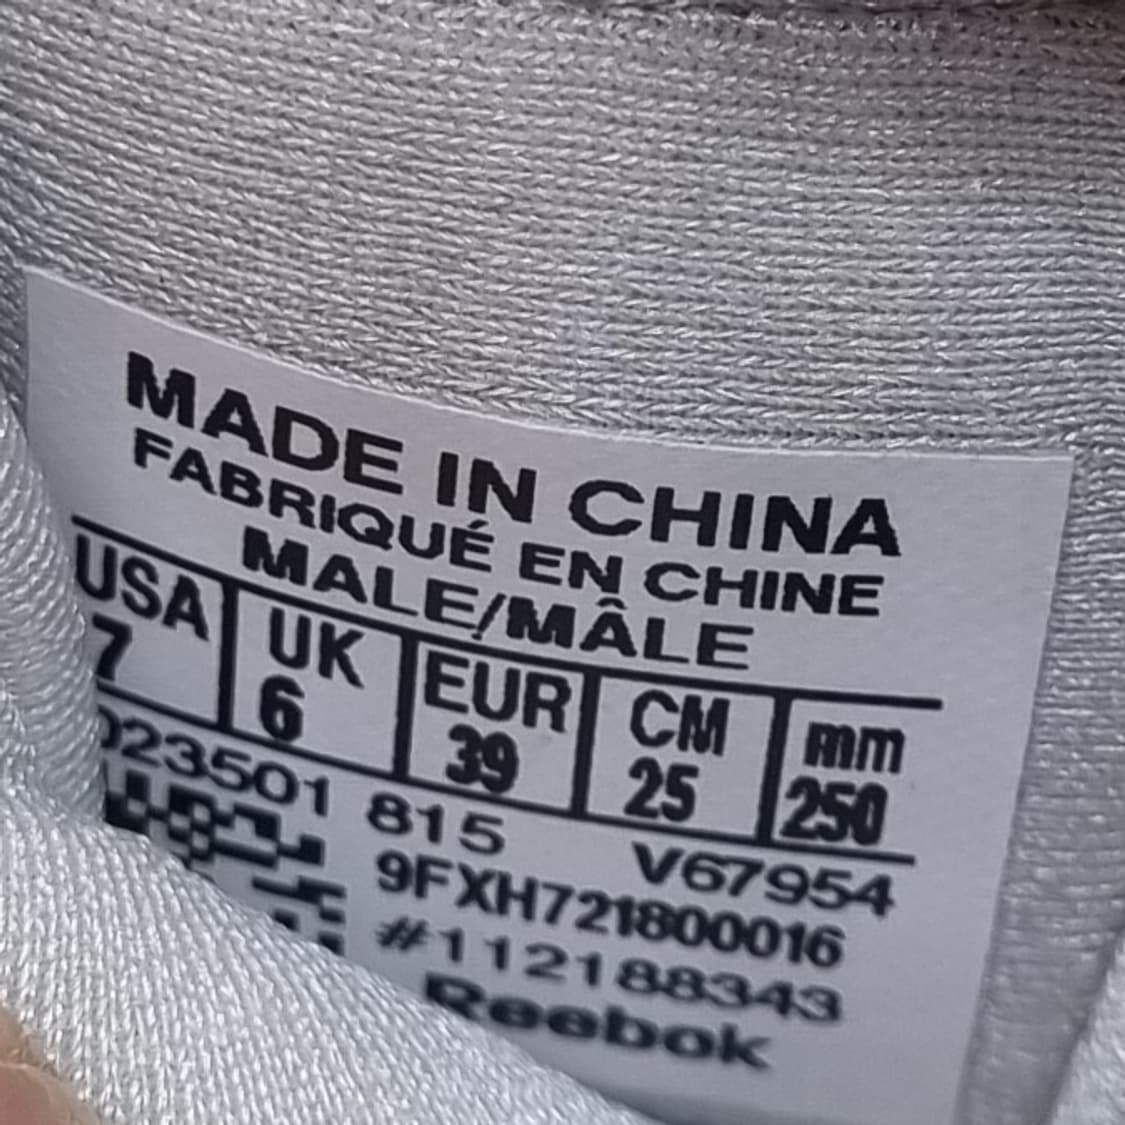 MADE IN CHINA
FABRIQUÉ EN CHINE
MALE/MÂLE
USA UK EUR CM mm
7 6 39 25 250
023501 815 V67954
9FXH721800016
#112188343
Reebok